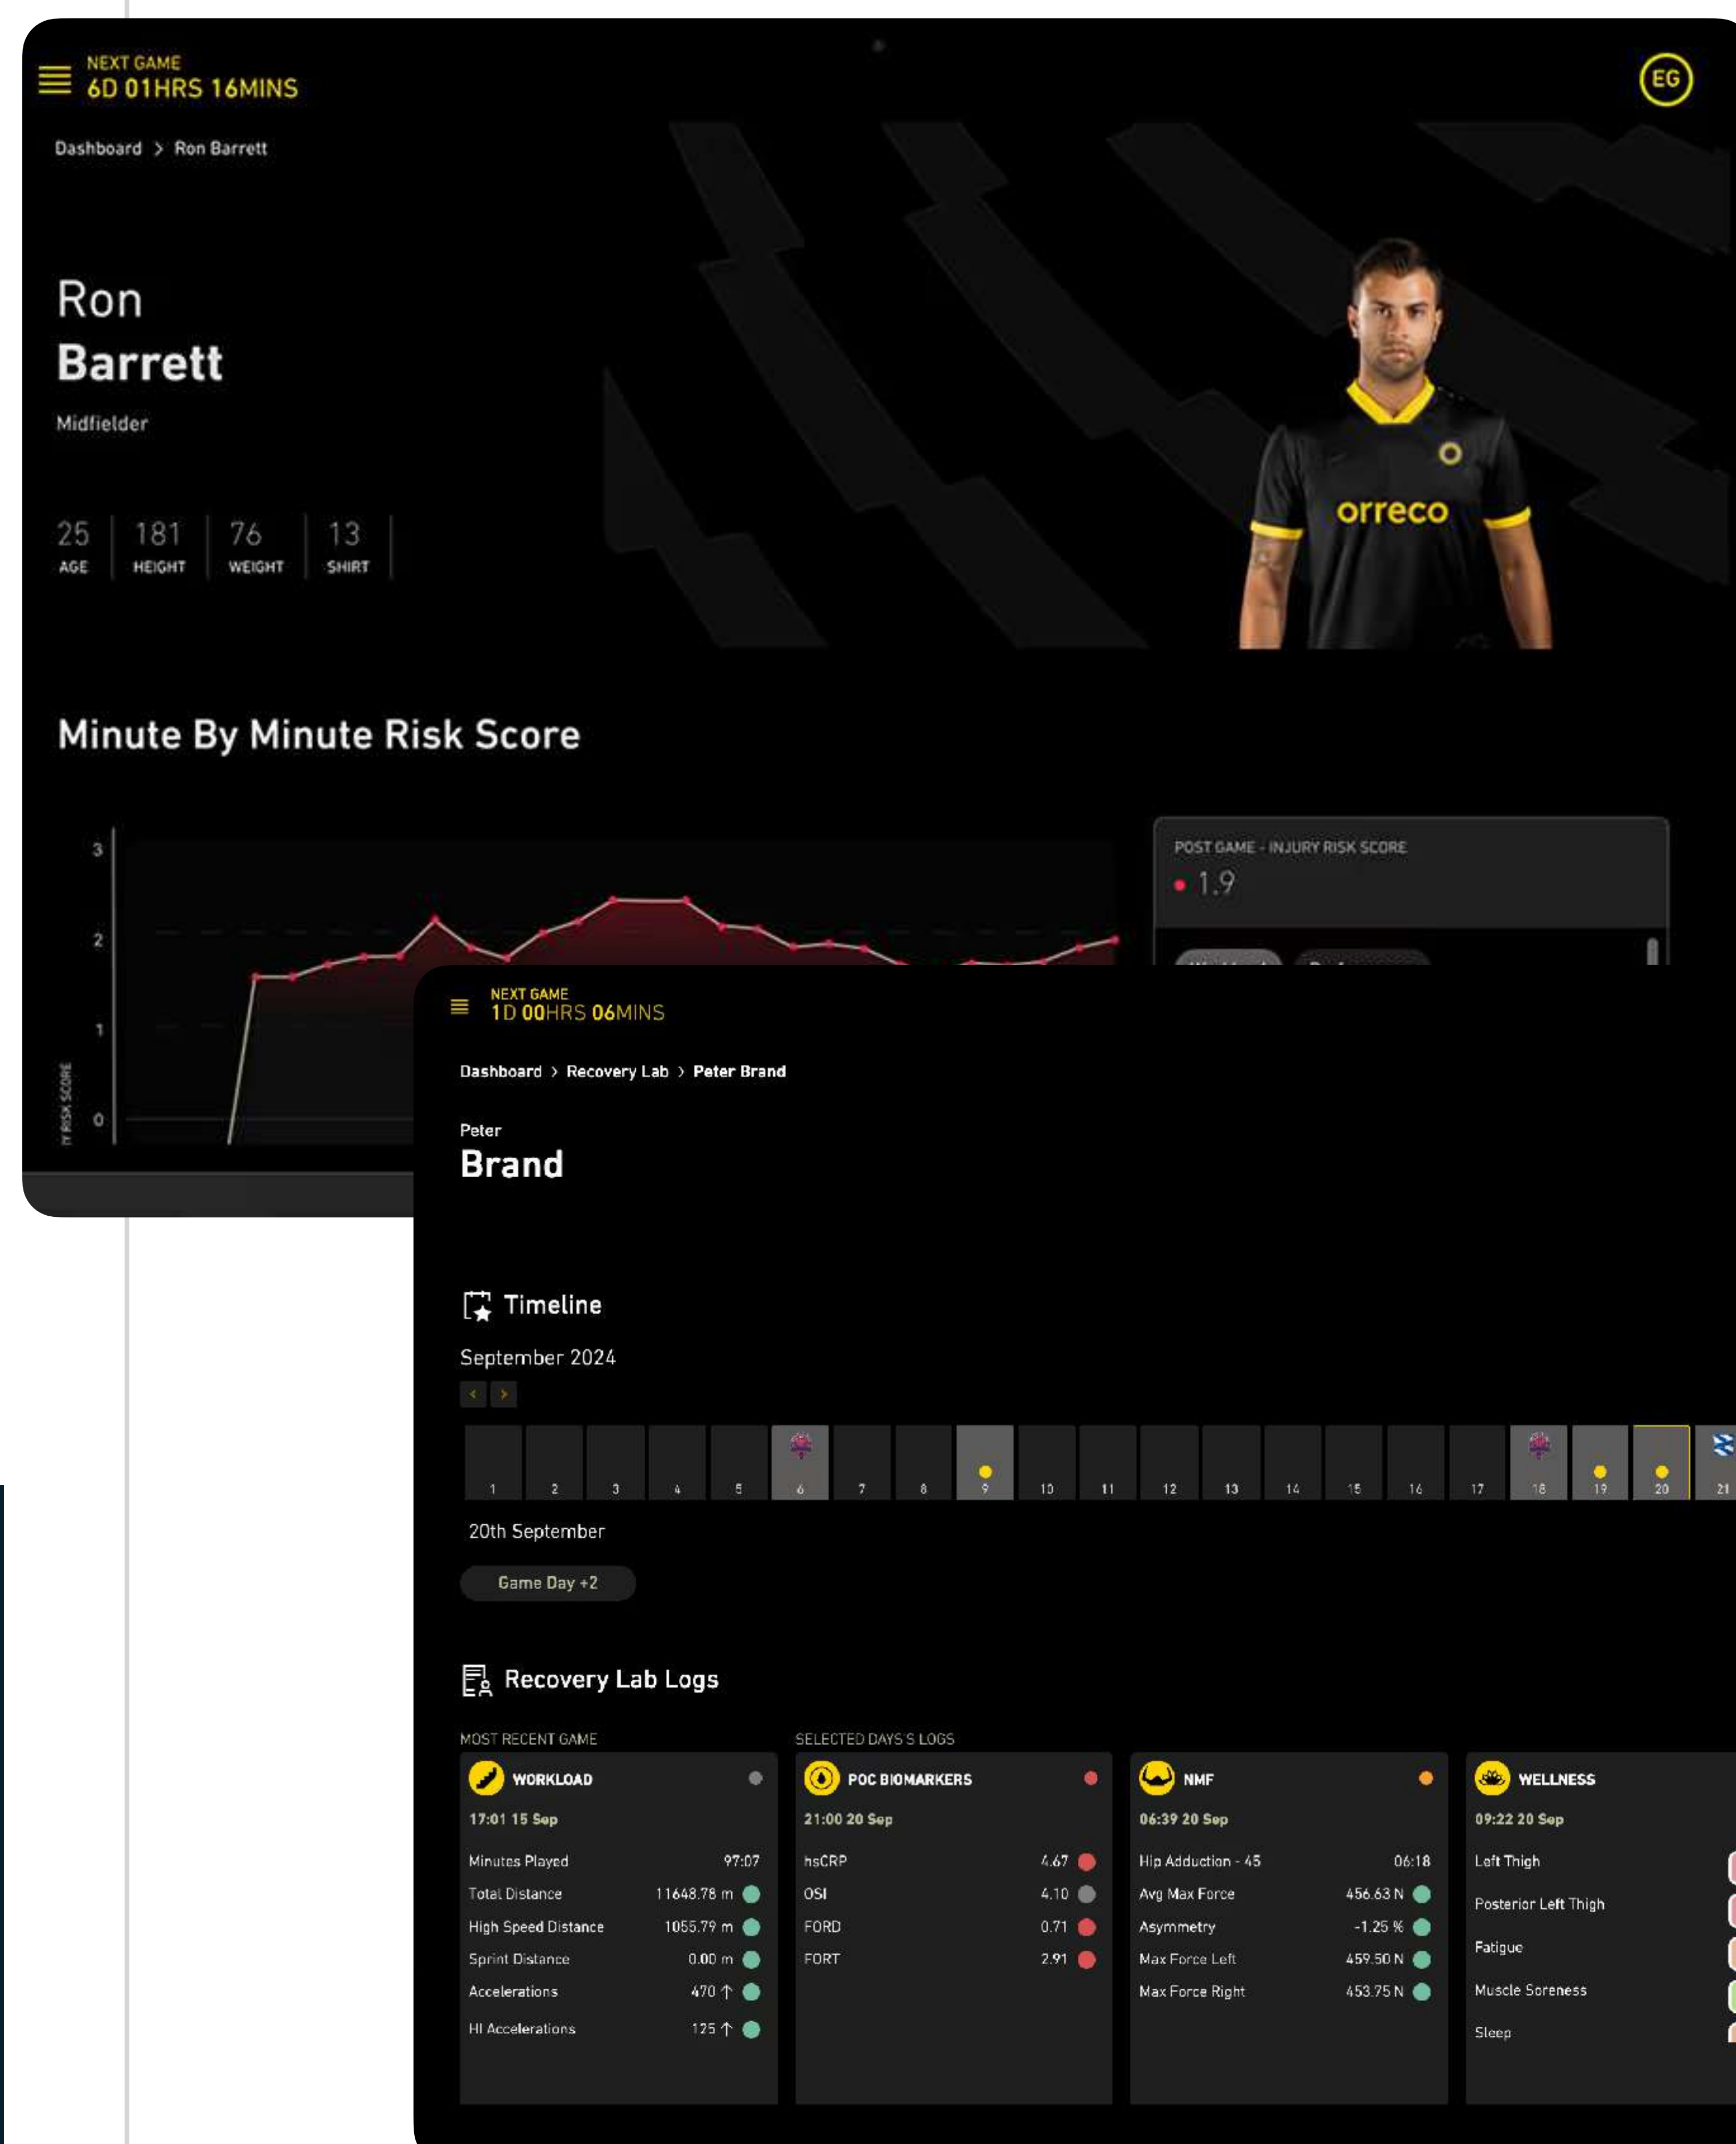 NEXT GAME
6D 01HRS 16MINS
EG
Dashboard > Ron Barrett
Ron
Barrett
Midfielder
25 181 76 13
AGE HEIGHT WEIGHT SHIRT
orreco
Minute By Minute Risk Score
3
2
1
0
RISK SCORE
POST GAME - INJURY RISK SCORE
1.9
NEXT GAME
1D 00HRS 06MINS
Dashboard > Recovery Lab > Peter Brand
Peter
Brand
Timeline
September 2024
< >
1 2 3 4 5 6 7 8 9 10 11 12 13 14 15 16 17 18 19 20 21
20th September
Game Day +2
Recovery Lab Logs
MOST RECENT GAME
WORKLOAD
17:01 15 Sep
Minutes Played 97:07
Total Distance 11648.78 m
High Speed Distance 1055.79 m
Sprint Distance 0.00 m
Accelerations 470 ↑
HI Accelerations 125 ↑
SELECTED DAYS'S LOGS
POC BIOMARKERS
21:00 20 Sep
hsCRP 4.67
OSI 4.10
FORD 0.71
FORT 2.91
NMF
06:39 20 Sep
Hip Adduction - 45 06:18
Avg Max Force 456.63 N
Asymmetry -1.25 %
Max Force Left 459.50 N
Max Force Right 453.75 N
WELLNESS
09:22 20 Sep
Left Thigh
Posterior Left Thigh
Fatigue
Muscle Soreness
Sleep